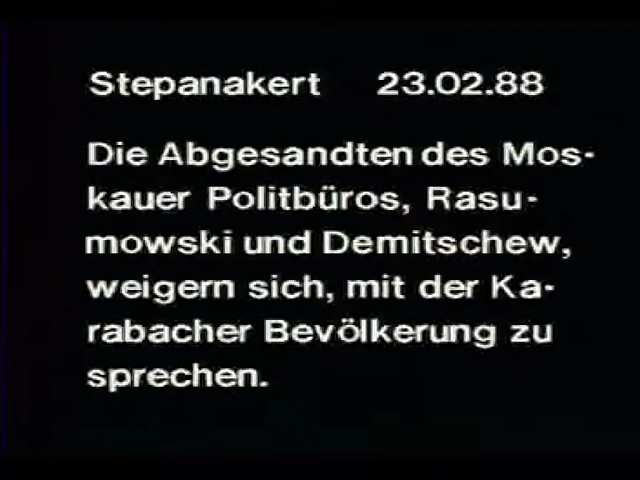 Stepanakert 23.02.88
Die Abgesandten des Mos-
kauer Politbüros, Rasu-
mowski und Demitschew,
weigern sich, mit der Ka-
rabacher Bevölkerung zu
sprechen.